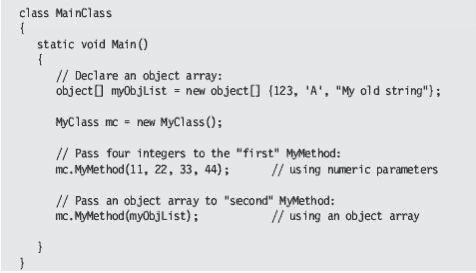 class MainClass
{
static void Main()
{
// Declare an object array:
object[] myObjList = new object[] {123, 'A', "My old string"};
MyClass mc = new MyClass();
// Pass four integers to the "first" MyMethod:
mc.MyMethod(11, 22, 33, 44); // using numeric parameters
// Pass an object array to "second" MyMethod:
mc.MyMethod(myObjList); // using an object array
}
}